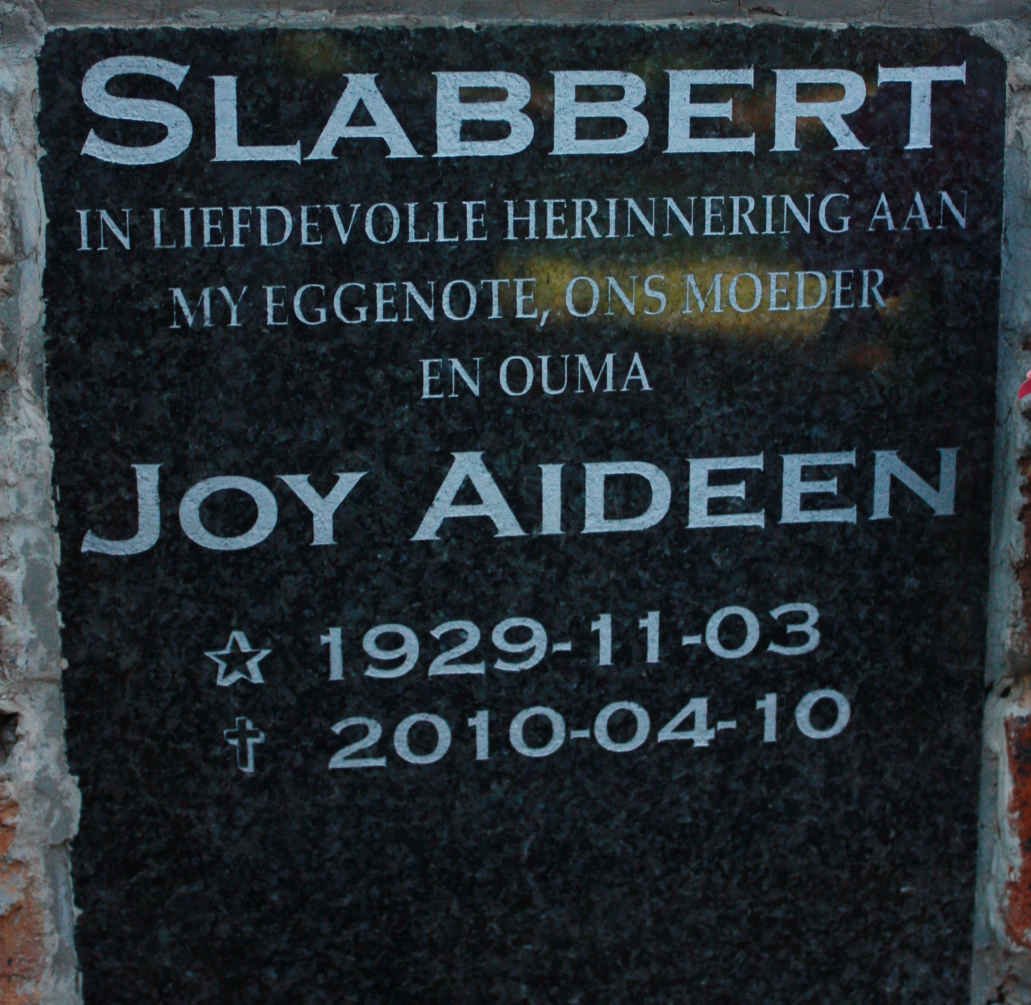 SLABBERT
IN LIEFDEVOLLE HERINNERING AAN
MY EGGENOTE, ONS MOEDER
EN OUMA
JOY AIDEEN
☆ 1929-11-03
✝ 2010-04-10